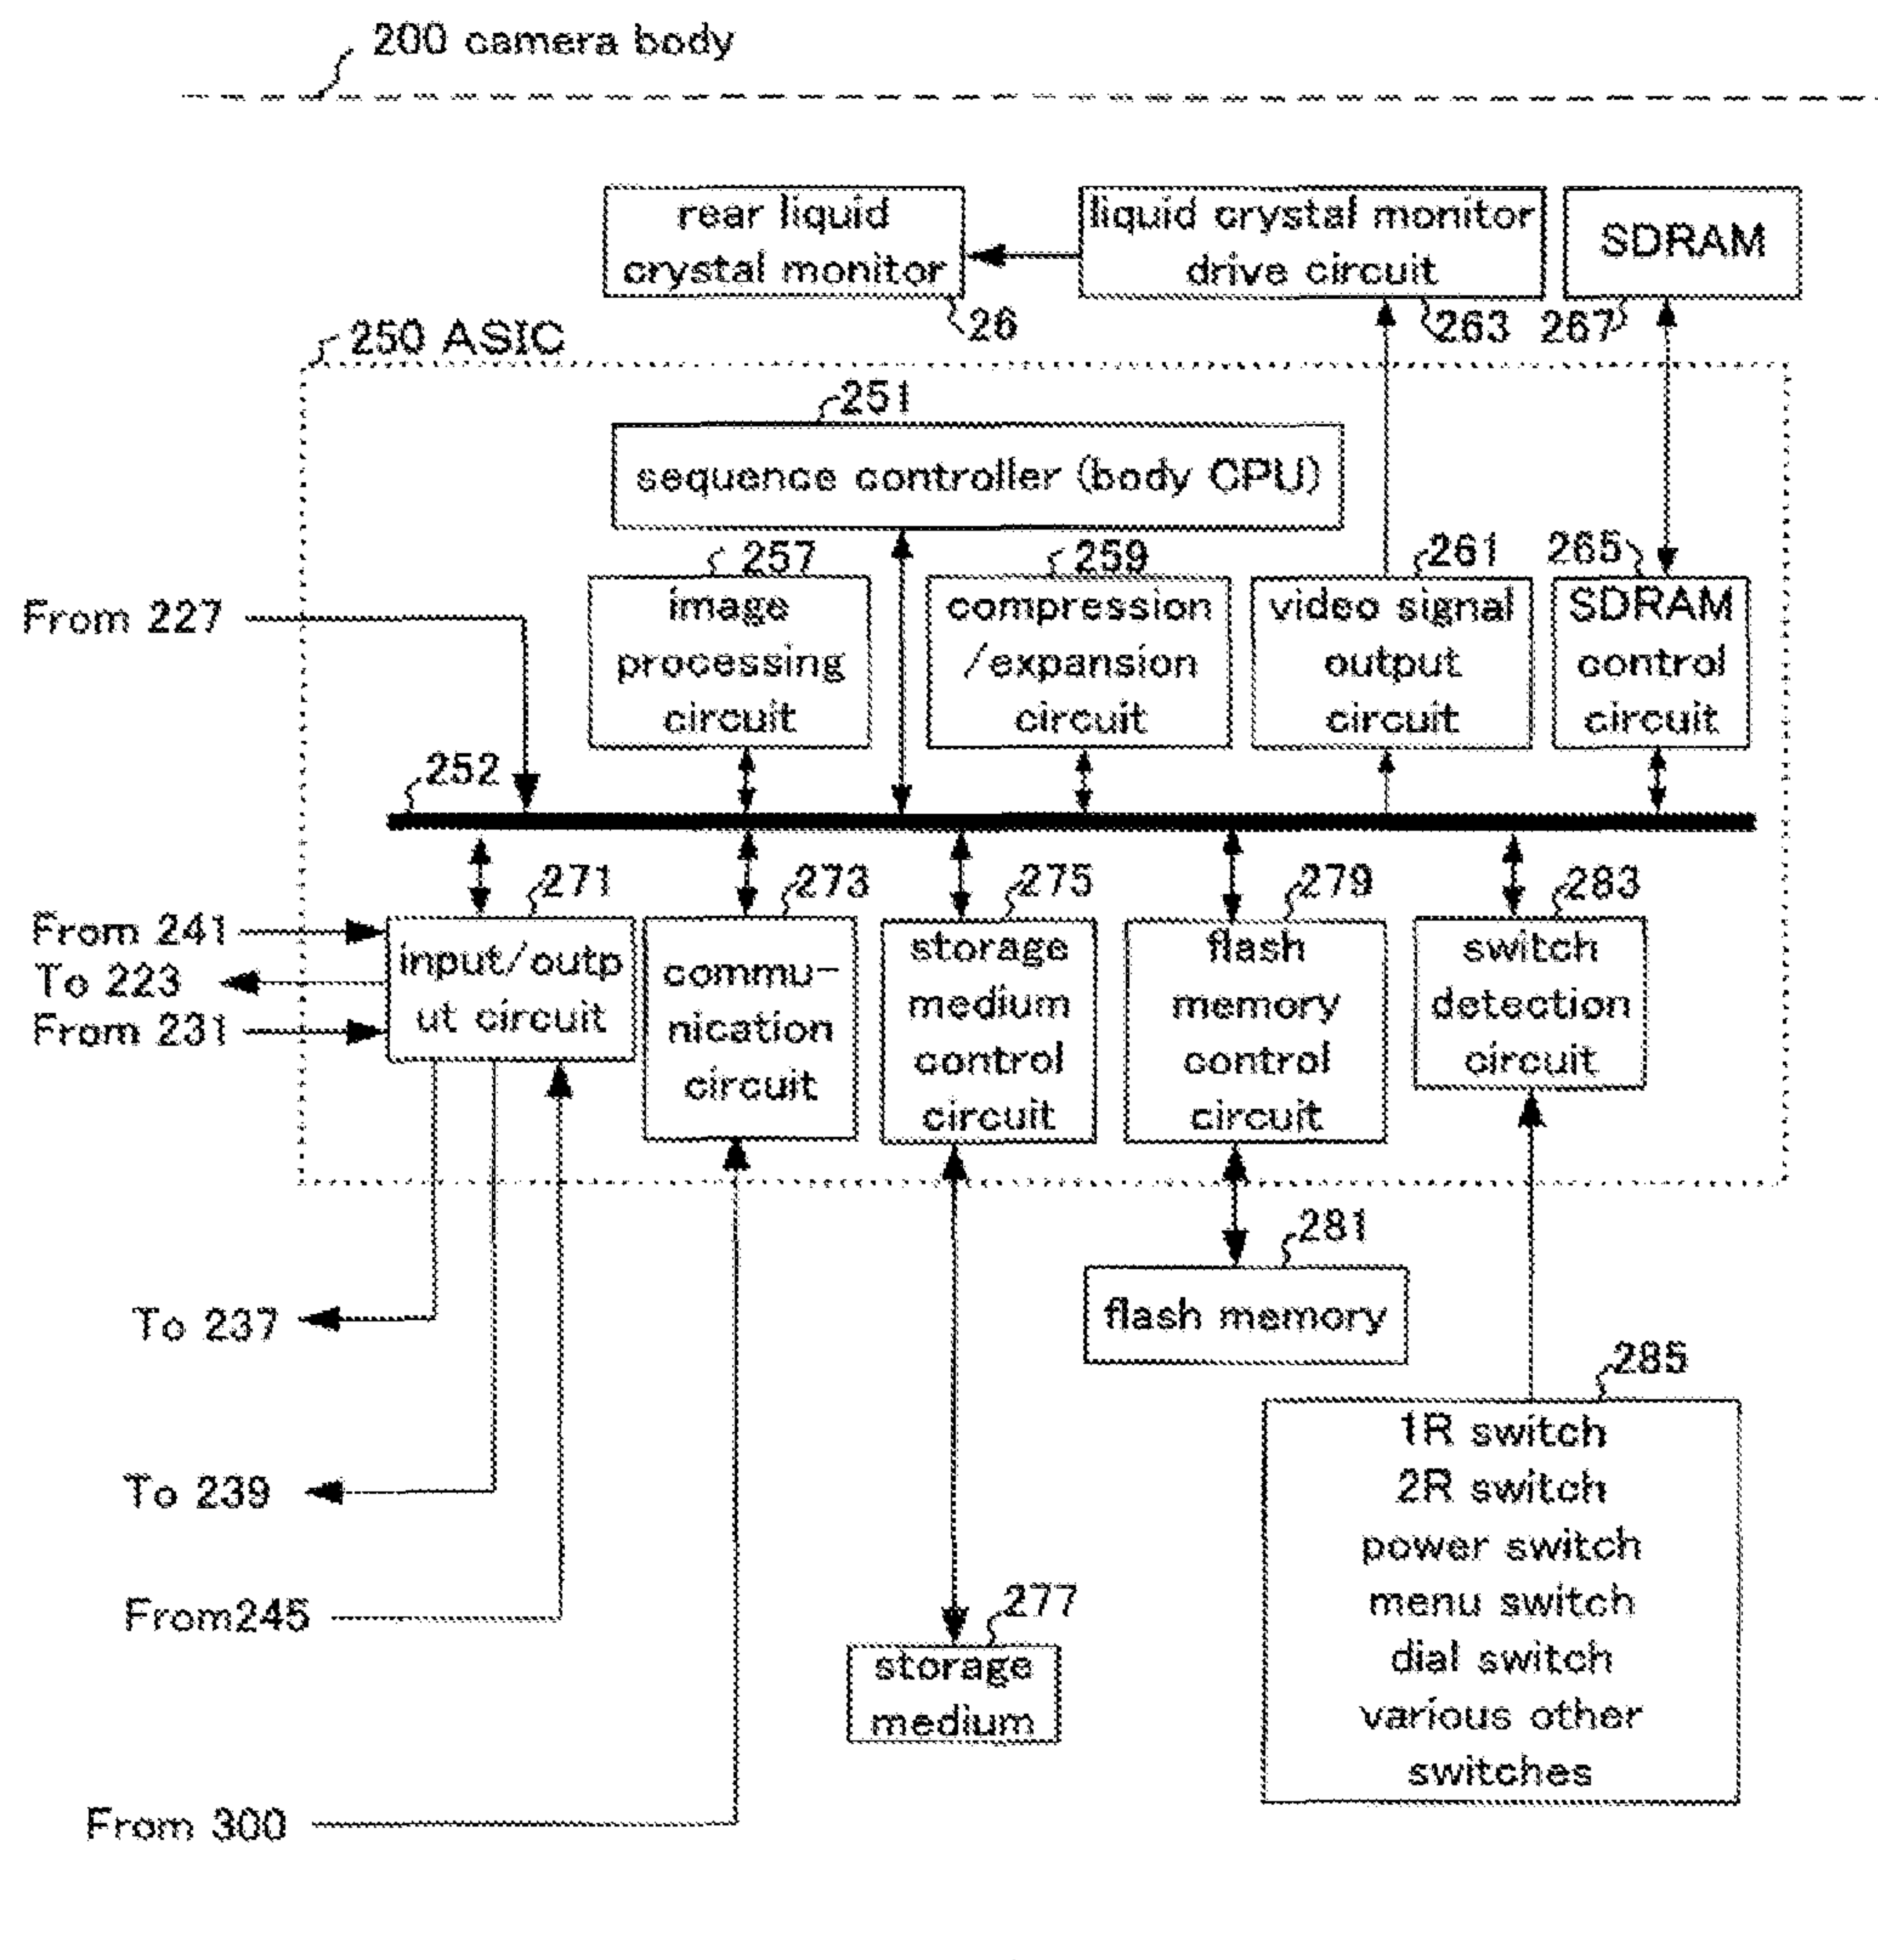 200 camera body
rear liquid
crystal monitor
26
liquid crystal monitor
drive circuit
263
SDRAM
267
250 ASIC
251
sequence controller (body CPU)
257
image
processing
circuit
259
compression
/expansion
circuit
261
video signal
output
circuit
265
SDRAM
control
circuit
From 227
252
271
input/outp
ut circuit
273
commu-
nication
circuit
275
storage
medium
control
circuit
279
flash
memory
control
circuit
283
switch
detection
circuit
From 241
To 223
From 231
281
flash memory
To 237
285
1R switch
2R switch
power switch
menu switch
dial switch
various other
switches
To 239
From245
277
storage
medium
From 300